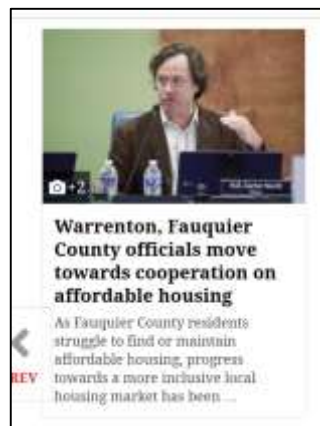 +2
Warrenton, Fauquier
County officials move
towards cooperation on
affordable housing
As Fauquier County residents
struggle to find or maintain
affordable housing, progress
towards a more inclusive local
housing market has been ...
REV